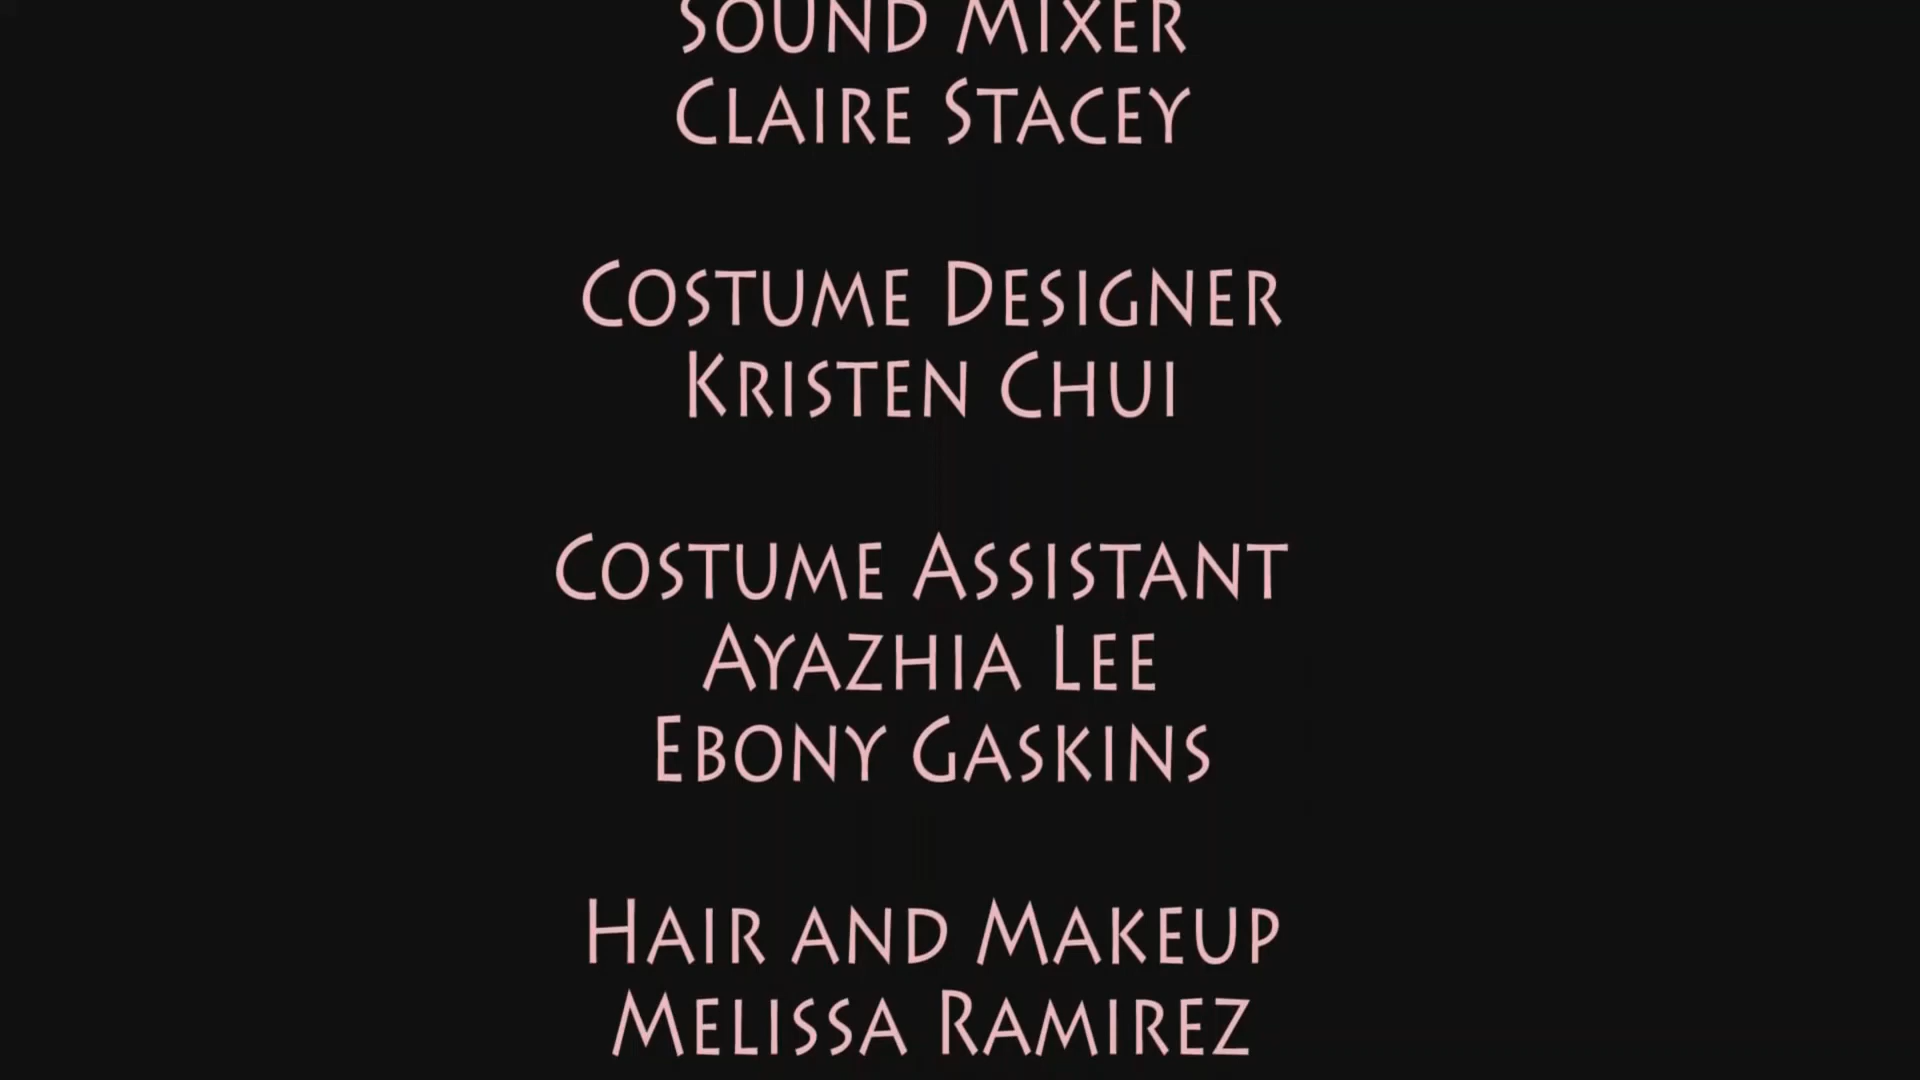 Sound Mixer
Claire Stacey
Costume Designer
Kristen Chui
Costume Assistant
Ayazhia Lee
Ebony Gaskins
Hair and Makeup
Melissa Ramirez